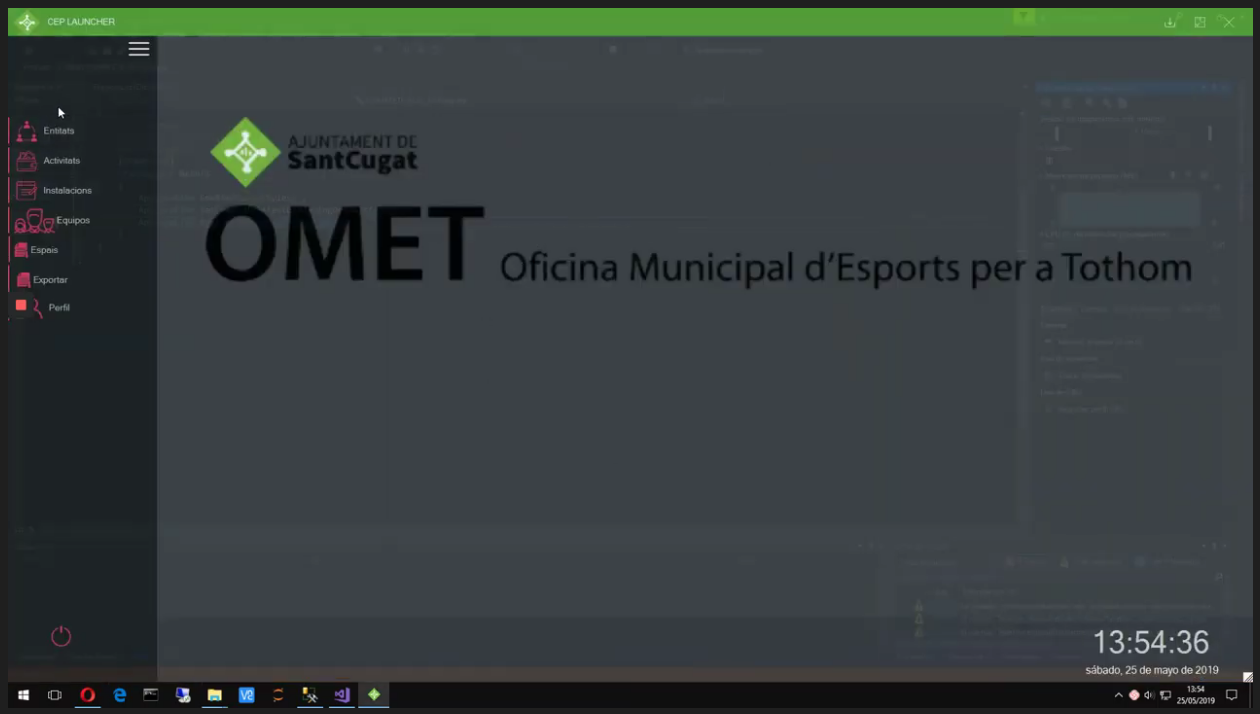 CEP LAUNCHER
Entitats
Activitats
Instalacions
Equipos
Espais
Exportar
Perfil
AJUNTAMENT DE
SantCugat
OMET Oficina Municipal d'Esports per a Tothom
13:54:36
sábado, 25 de mayo de 2019
13:54
25/05/2019